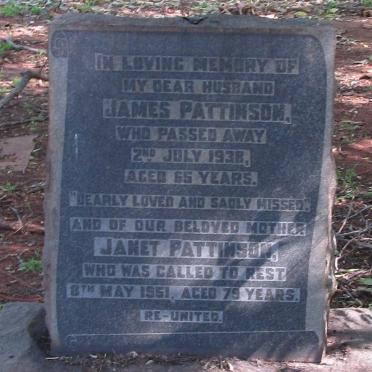 IN LOVING MEMORY OF
MY DEAR HUSBAND
JAMES PATTINSON,
WHO PASSED AWAY
2ND JULY 1938,
AGED 65 YEARS.
"DEARLY LOVED AND SADLY MISSED"
AND OF OUR BELOVED MOTHER
JANET PATTINSON,
WHO WAS CALLED TO REST
8TH MAY 1951, AGED 79 YEARS.
RE-UNITED.